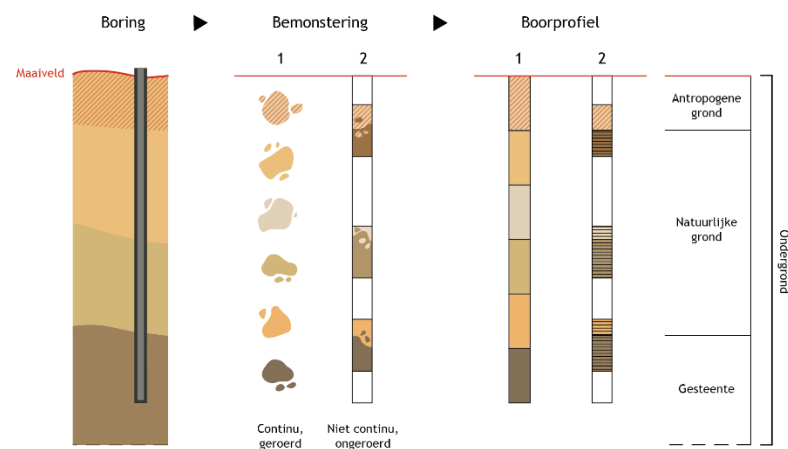 Boring
Bemonstering
Boorprofiel
1
2
1
2
Maaiveld
Antropogene
grond
Natuurlijke
grond
Gesteente
Ondergrond
Continu,
geroerd
Niet continu,
ongeroerd